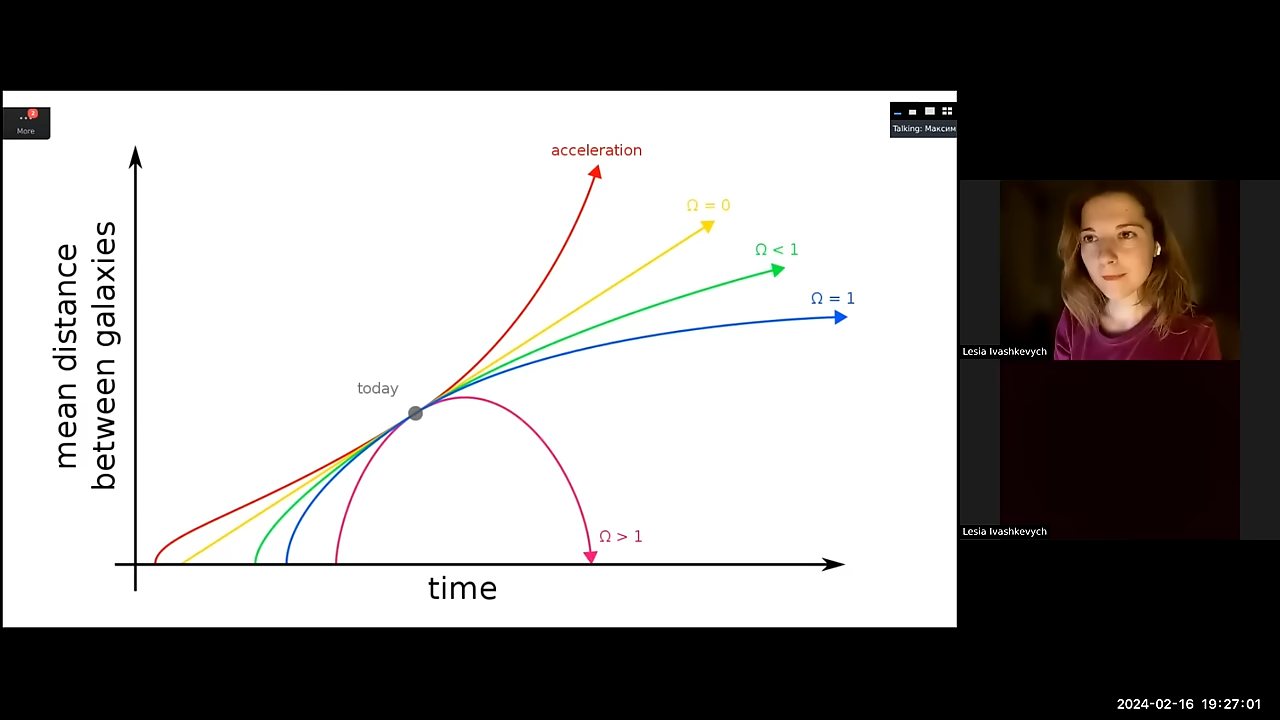 2
More
Talking: Максим
acceleration
Ω = 0
Ω < 1
Ω = 1
today
mean distance
between galaxies
Ω > 1
time
Lesia Ivashkevych
Lesia Ivashkevych
2024-02-16 19:27:01